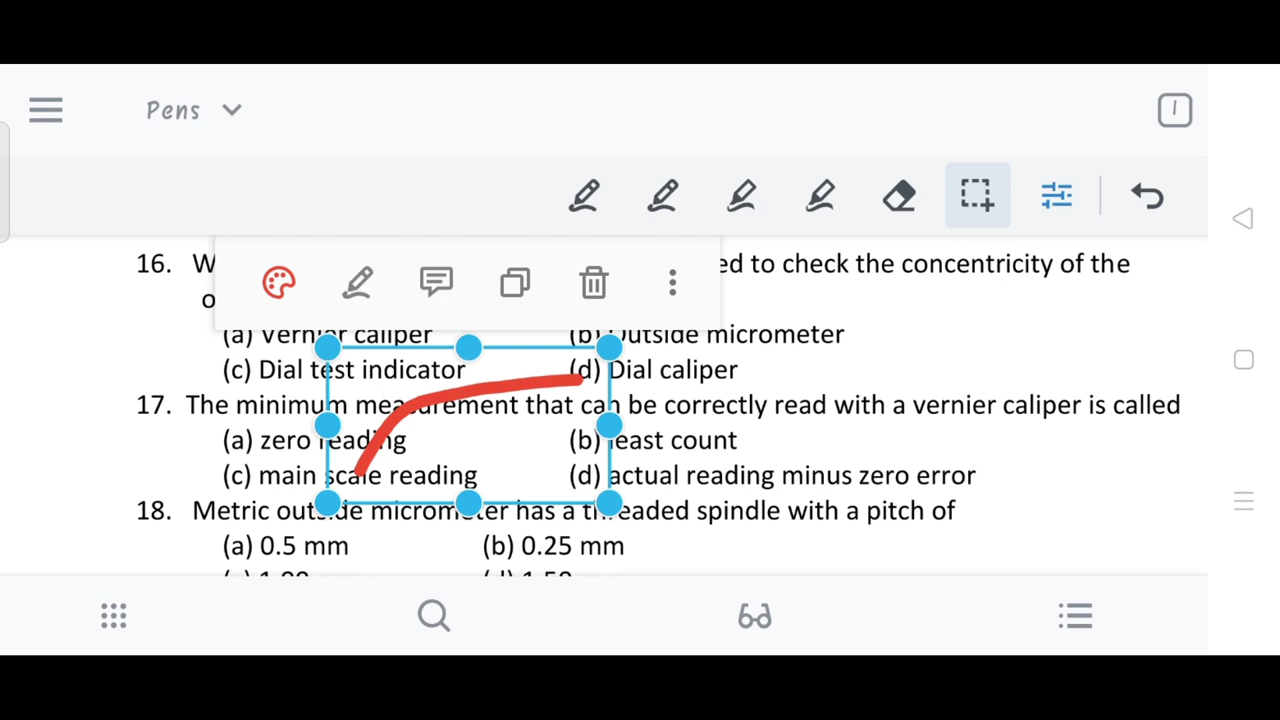 Pens
16. W ed to check the concentricity of the
o
(a) Vernier caliper (b) Outside micrometer
(c) Dial test indicator (d) Dial caliper
17. The minimum measurement that can be correctly read with a vernier caliper is called
(a) zero reading (b) least count
(c) main scale reading (d) actual reading minus zero error
18. Metric outside micrometer has a threaded spindle with a pitch of
(a) 0.5 mm (b) 0.25 mm